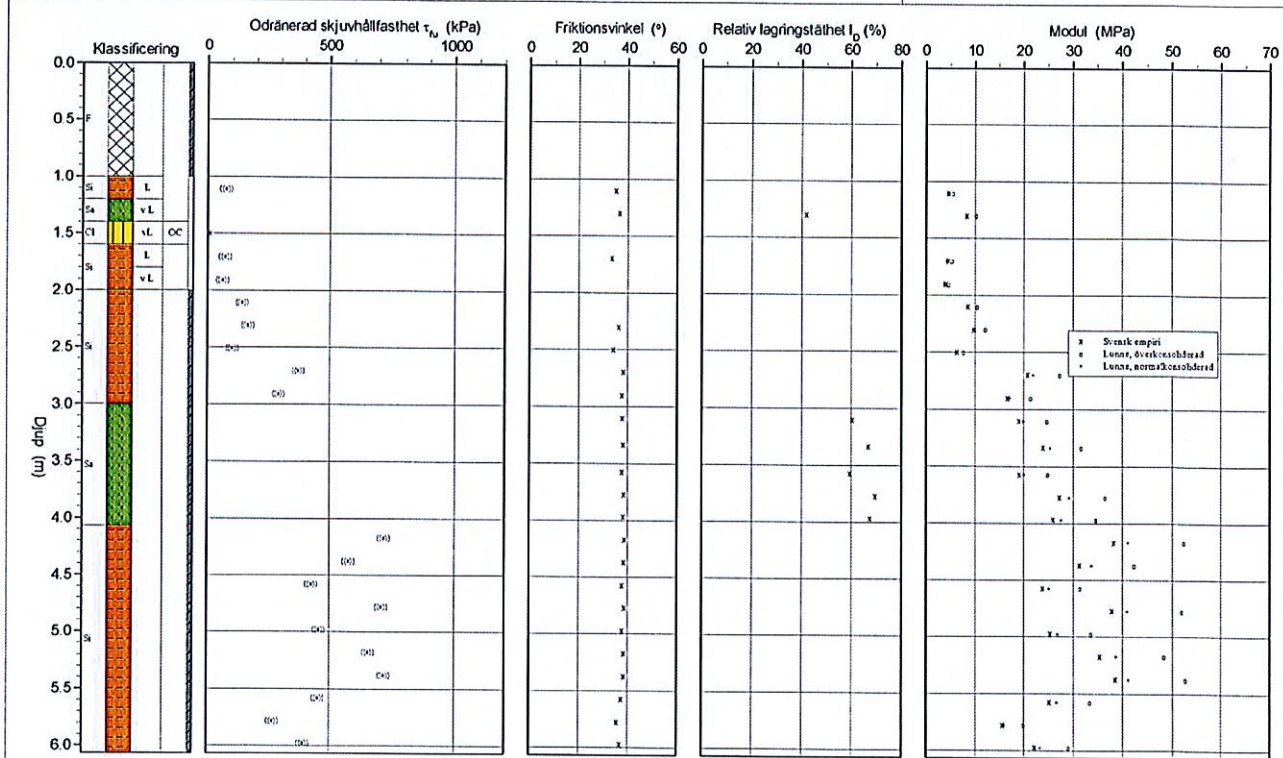 Klassificering
Odränerad skjuvhållfasthet τfu (kPa)
0 500 1000
Friktionsvinkel (°)
0 20 40 60
Relativ lagringstäthet ID (%)
0 20 40 60 80
Modul (MPa)
0 10 20 30 40 50 60 70
Djup (m)
0.0
0.5 F
1.0
Si L
Sa v L
1.5 Cl vL OC
Si L
v L
2.0
2.5 Si
3.0
3.5 Sa
4.0
4.5
5.0 Si
5.5
6.0
x Svensk empiri
o Lunne, överkonsoliderad
• Lunne, normalkonsoliderad